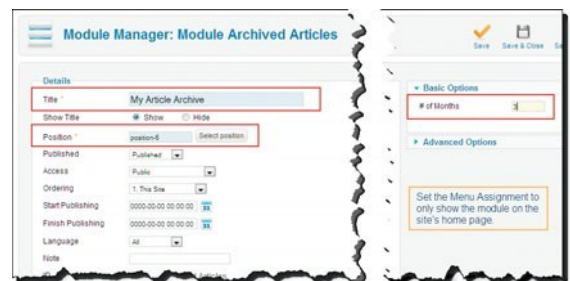 Module Manager: Module Archived Articles
Save
Save & Close
Details
Title *
My Article Archive
Show Title
Show
Hide
Position *
position-6
Select position
Published
Published
Access
Public
Ordering
1. This Site
Start Publishing
0000-00-00 00:00:00
Finish Publishing
0000-00-00 00:00:00
Language
All
Note
Articles
Basic Options
# of Months
3
Advanced Options
Set the Menu Assignment to
only show the module on the
site's home page.